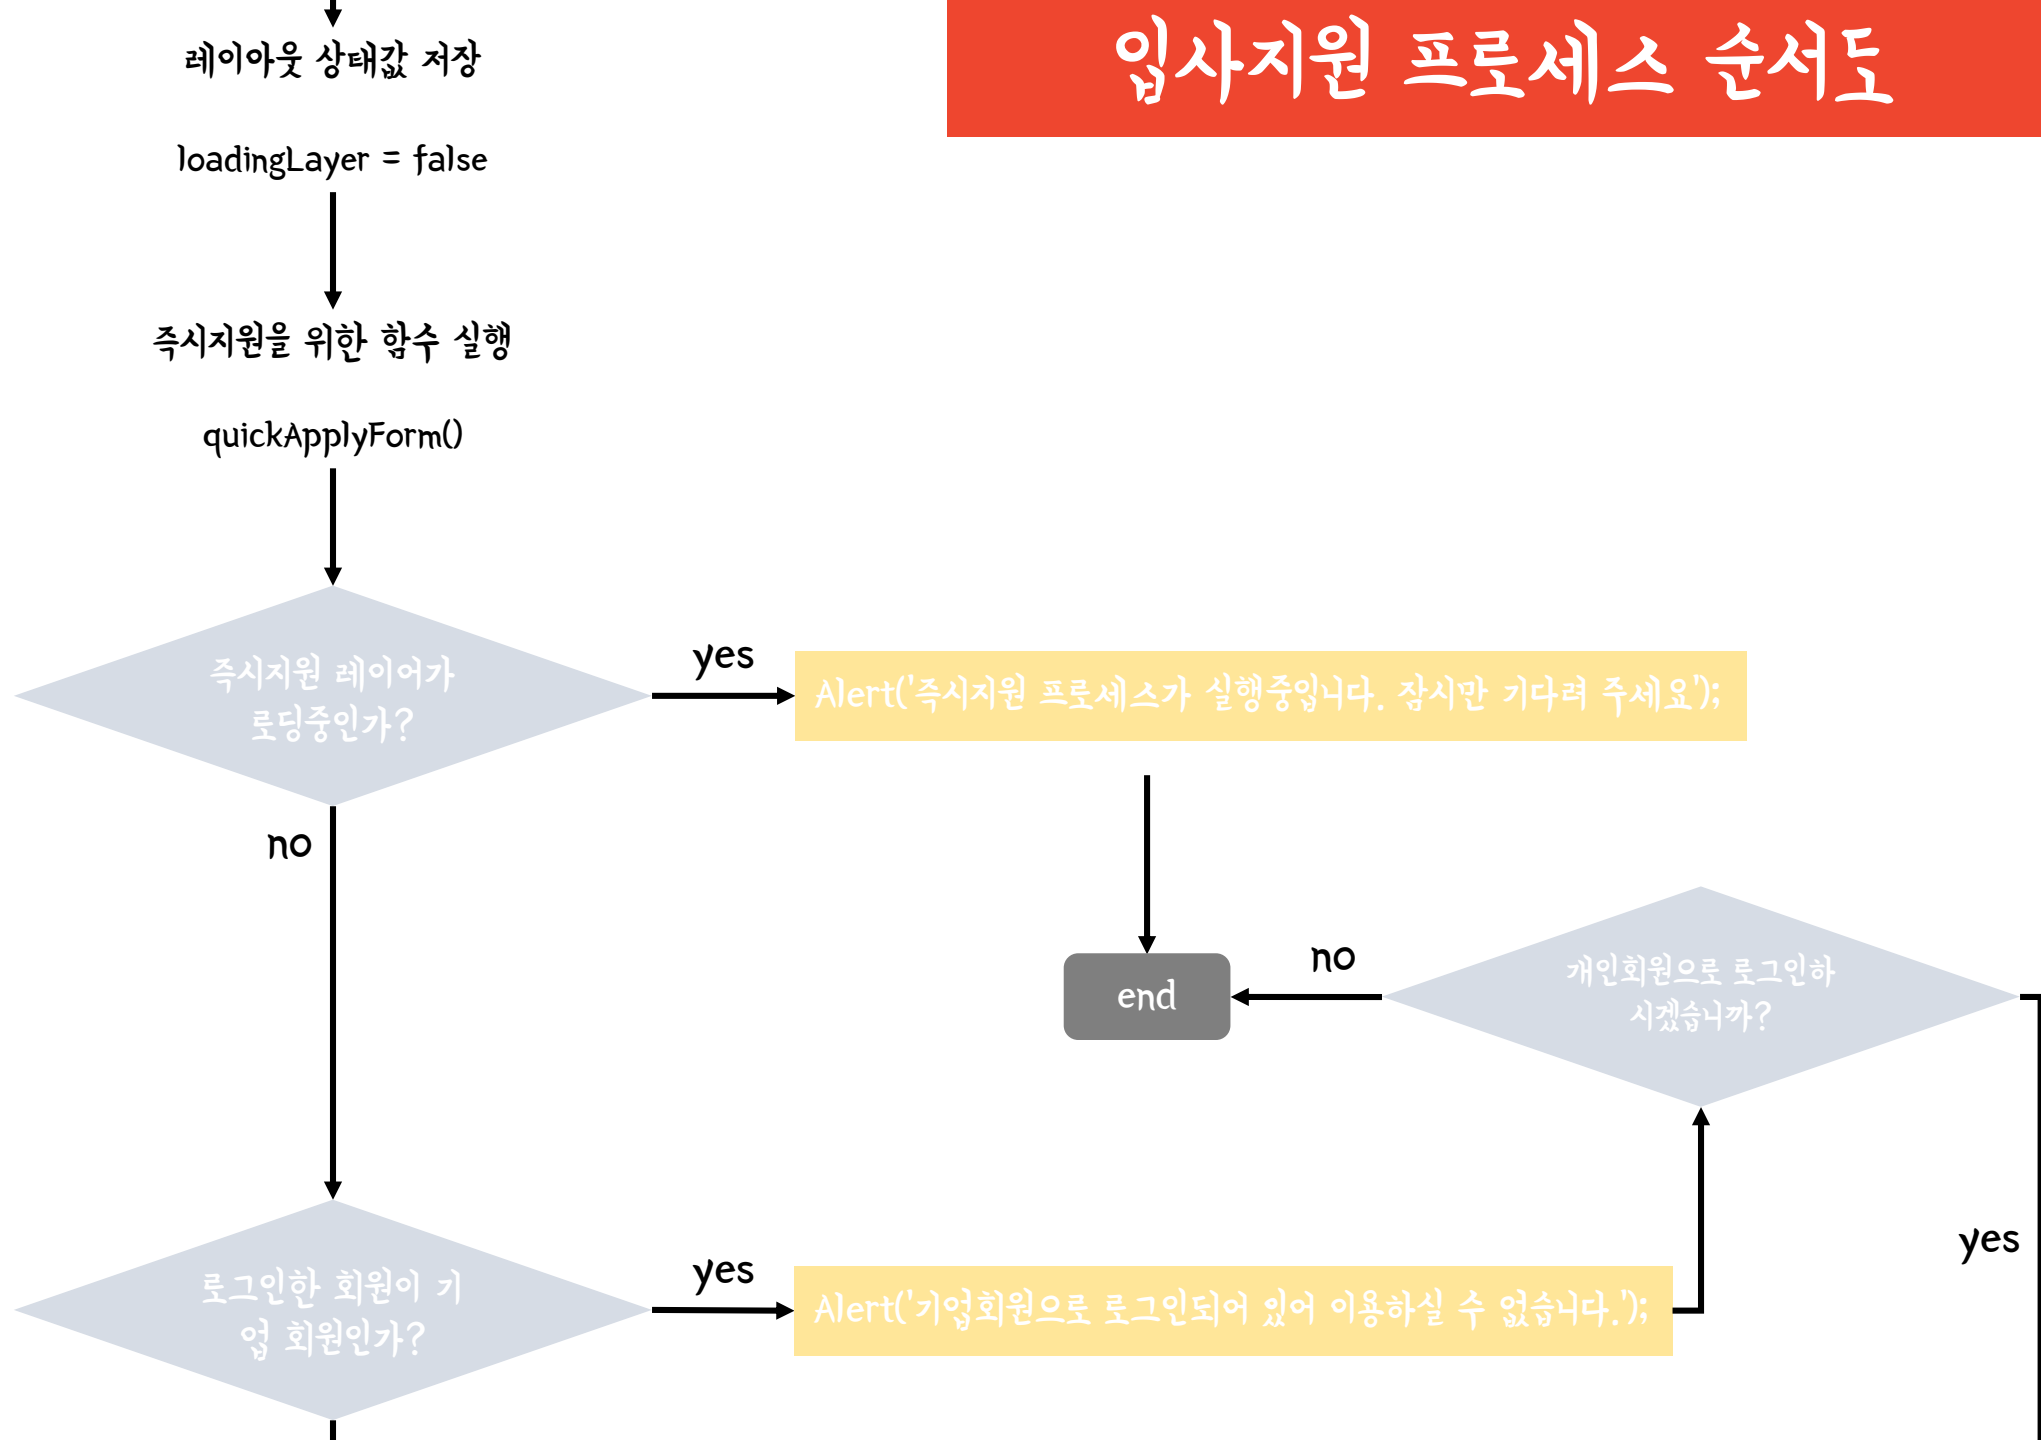 입사지원 프로세스 순서도
레이아웃 상태값 저장
loadingLayer = false
즉시지원을 위한 함수 실행
quickApplyForm()
즉시지원 레이어가
로딩중인가?
yes
Alert('즉시지원 프로세스가 실행중입니다. 잠시만 기다려 주세요');
no
end
no
개인회원으로 로그인하
시겠습니까?
yes
로그인한 회원이 기
업 회원인가?
yes
Alert('기업회원으로 로그인되어 있어 이용하실 수 없습니다.');